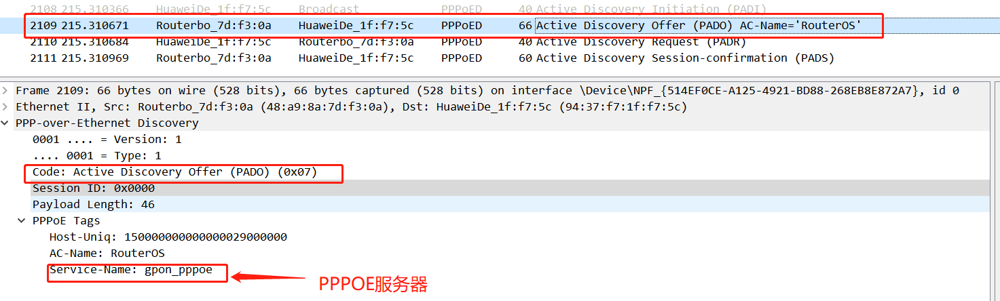 2108 215.310366 HuaweiDe_1f:f7:5c Broadcast PPPoED 40 Active Discovery Initiation (PADI)
2109 215.310671 Routerbo_7d:f3:0a HuaweiDe_1f:f7:5c PPPoED 66 Active Discovery Offer (PADO) AC-Name='RouterOS'
2110 215.310684 HuaweiDe_1f:f7:5c Routerbo_7d:f3:0a PPPoED 40 Active Discovery Request (PADR)
2111 215.310969 Routerbo_7d:f3:0a HuaweiDe_1f:f7:5c PPPoED 60 Active Discovery Session-confirmation (PADS)
Frame 2109: 66 bytes on wire (528 bits), 66 bytes captured (528 bits) on interface \Device\NPF_{514EF0CE-A125-4921-BD88-268EB8E872A7}, id 0
Ethernet II, Src: Routerbo_7d:f3:0a (48:a9:8a:7d:f3:0a), Dst: HuaweiDe_1f:f7:5c (94:37:f7:1f:f7:5c)
PPP-over-Ethernet Discovery
0001 .... = Version: 1
.... 0001 = Type: 1
Code: Active Discovery Offer (PADO) (0x07)
Session ID: 0x0000
Payload Length: 46
PPPoE Tags
Host-Uniq: 150000000000000029000000
AC-Name: RouterOS
Service-Name: gpon_pppoe
PPPOE服务器